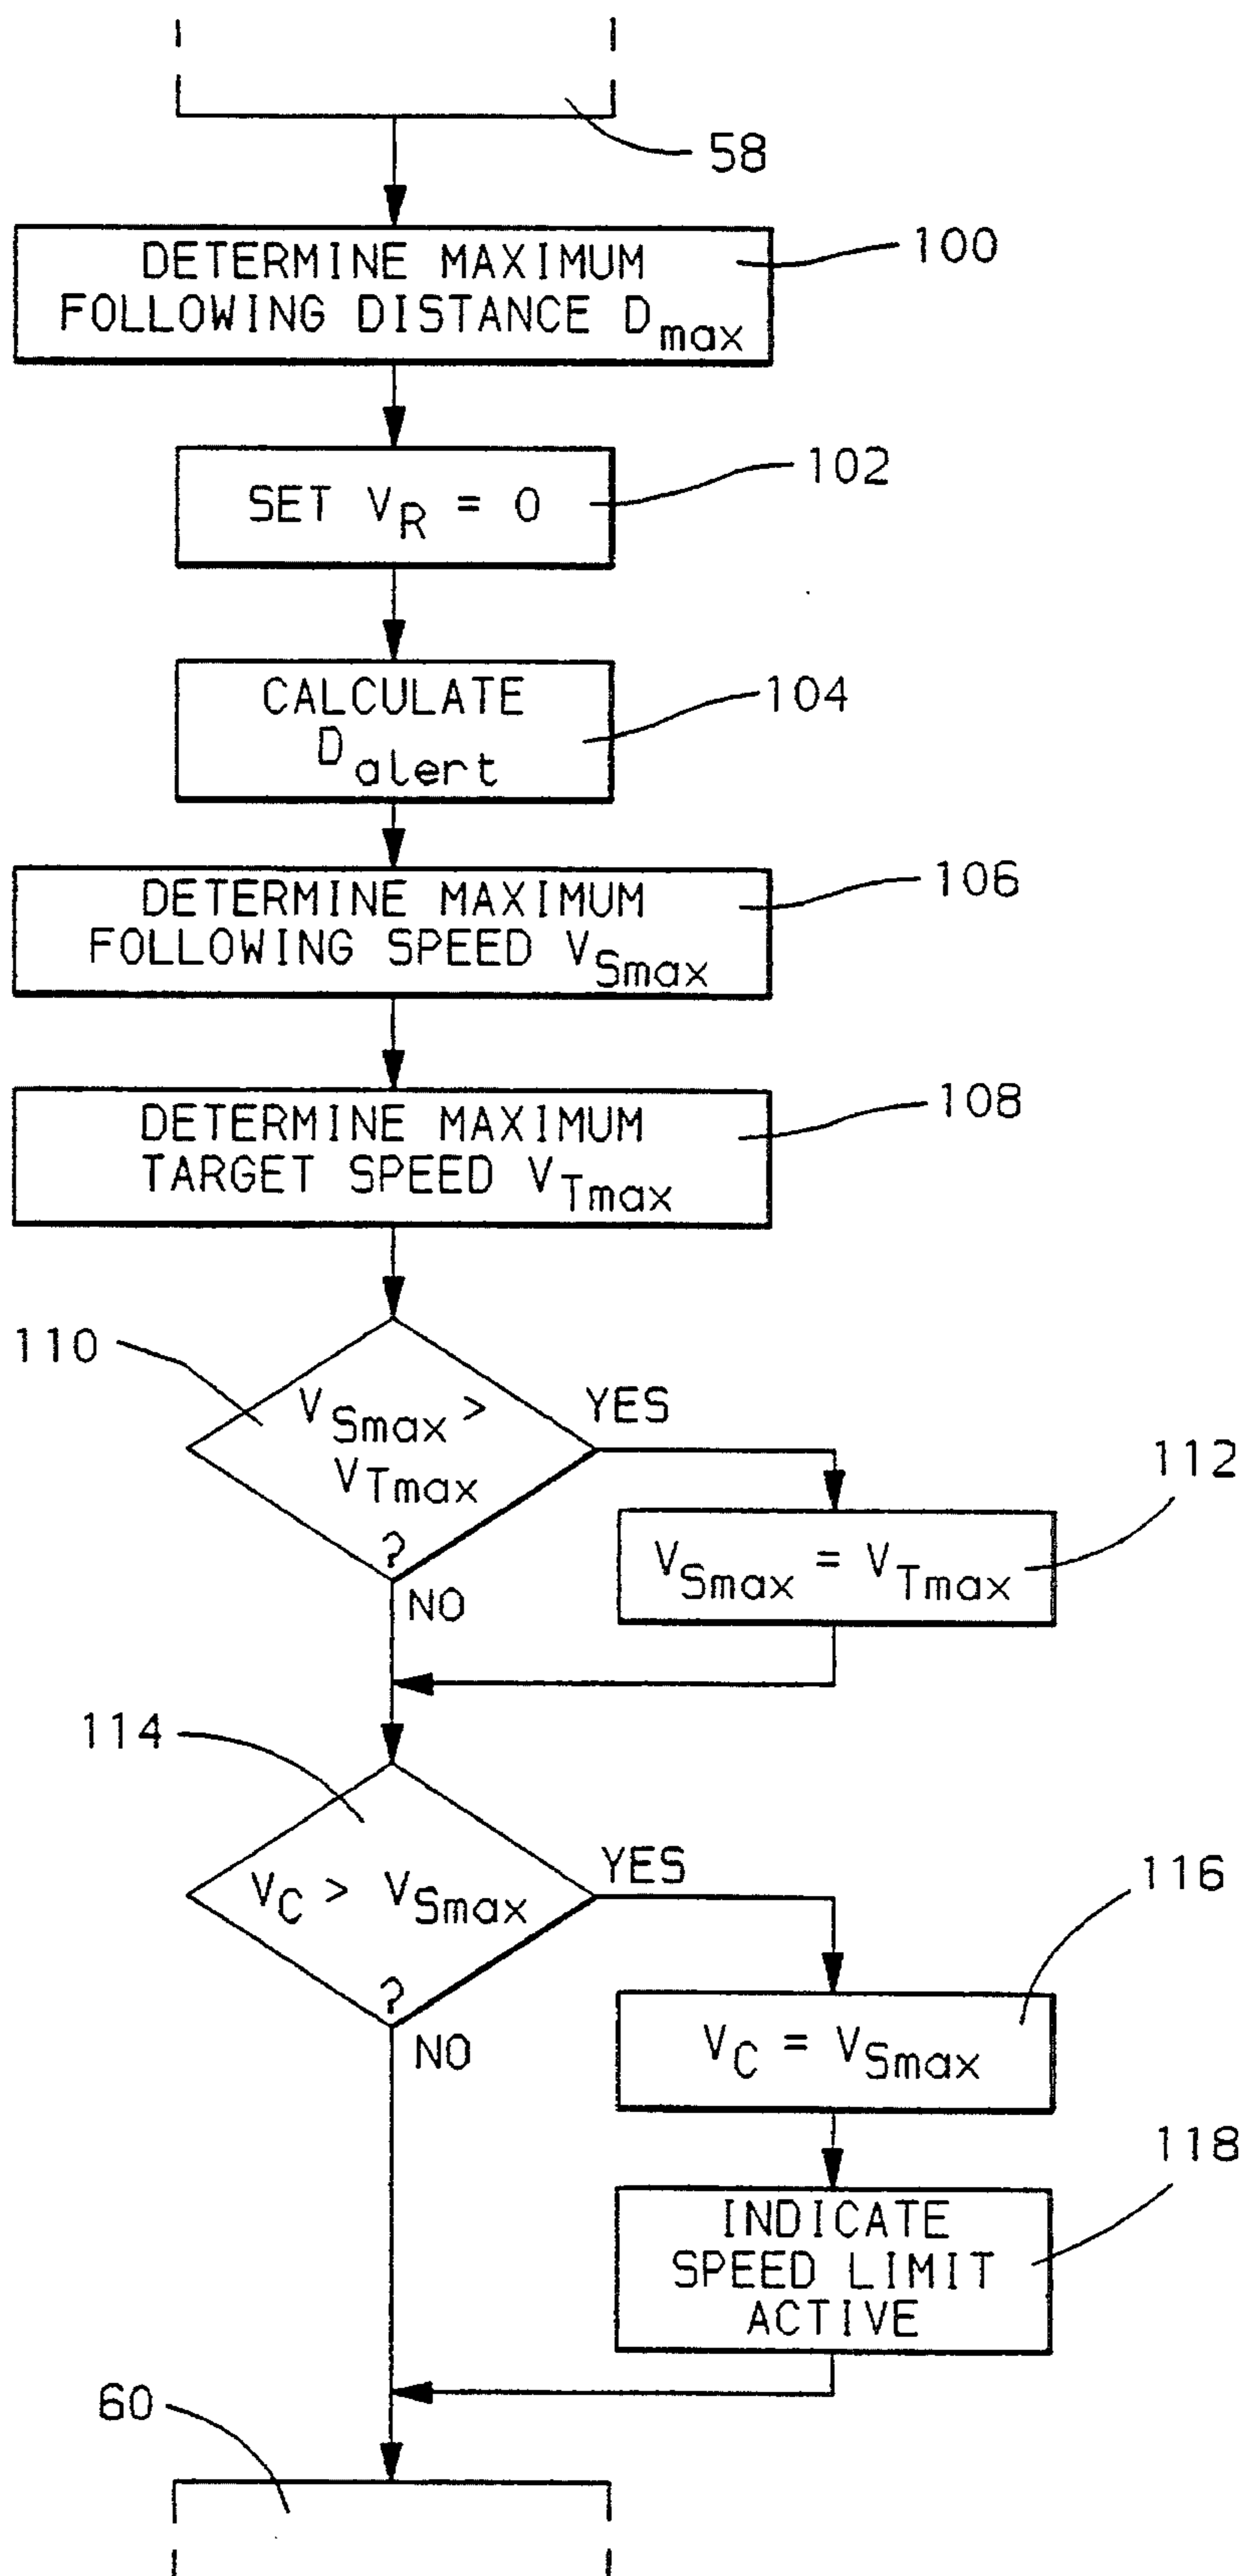 58
DETERMINE MAXIMUM
FOLLOWING DISTANCE Dmax
100
SET VR = 0
102
CALCULATE
Dalert
104
DETERMINE MAXIMUM
FOLLOWING SPEED VSmax
106
DETERMINE MAXIMUM
TARGET SPEED VTmax
108
110
VSmax >
VTmax
?
YES
NO
112
VSmax = VTmax
114
VC > VSmax
?
YES
NO
116
VC = VSmax
118
INDICATE
SPEED LIMIT
ACTIVE
60